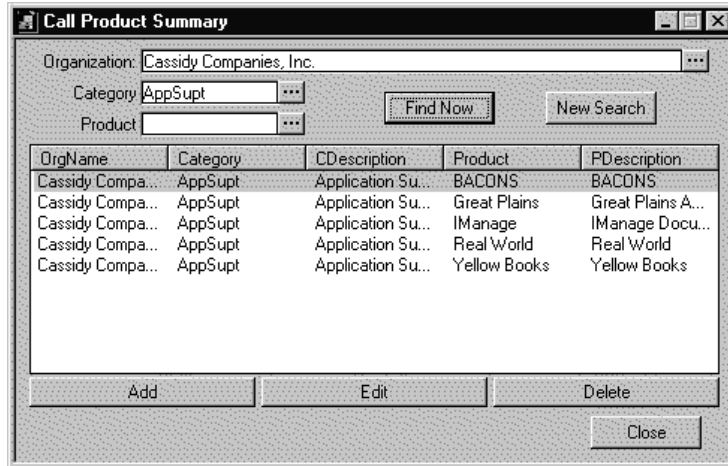 Call Product Summary
Organization: Cassidy Companies, Inc.
Category AppSupt
Find Now New Search
Product
OrgName Category CDescription Product PDescription
Cassidy Compa... AppSupt Application Su... BACONS BACONS
Cassidy Compa... AppSupt Application Su... Great Plains Great Plains A...
Cassidy Compa... AppSupt Application Su... IManage IManage Docu...
Cassidy Compa... AppSupt Application Su... Real World Real World
Cassidy Compa... AppSupt Application Su... Yellow Books Yellow Books
Add Edit Delete
Close